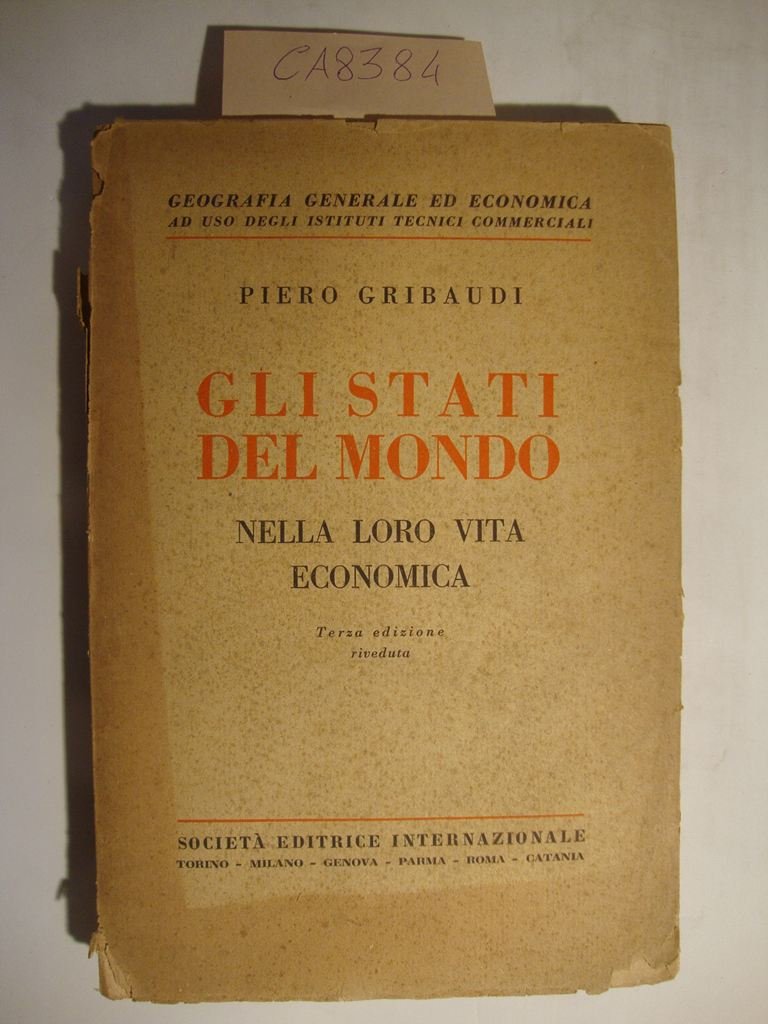 CA8384
GEOGRAFIA GENERALE ED ECONOMICA
AD USO DEGLI ISTITUTI TECNICI COMMERCIALI
PIERO GRIBAUDI
GLI STATI
DEL MONDO
NELLA LORO VITA
ECONOMICA
Terza edizione
riveduta
SOCIETÀ EDITRICE INTERNAZIONALE
TORINO - MILANO - GENOVA - PARMA - ROMA - CATANIA